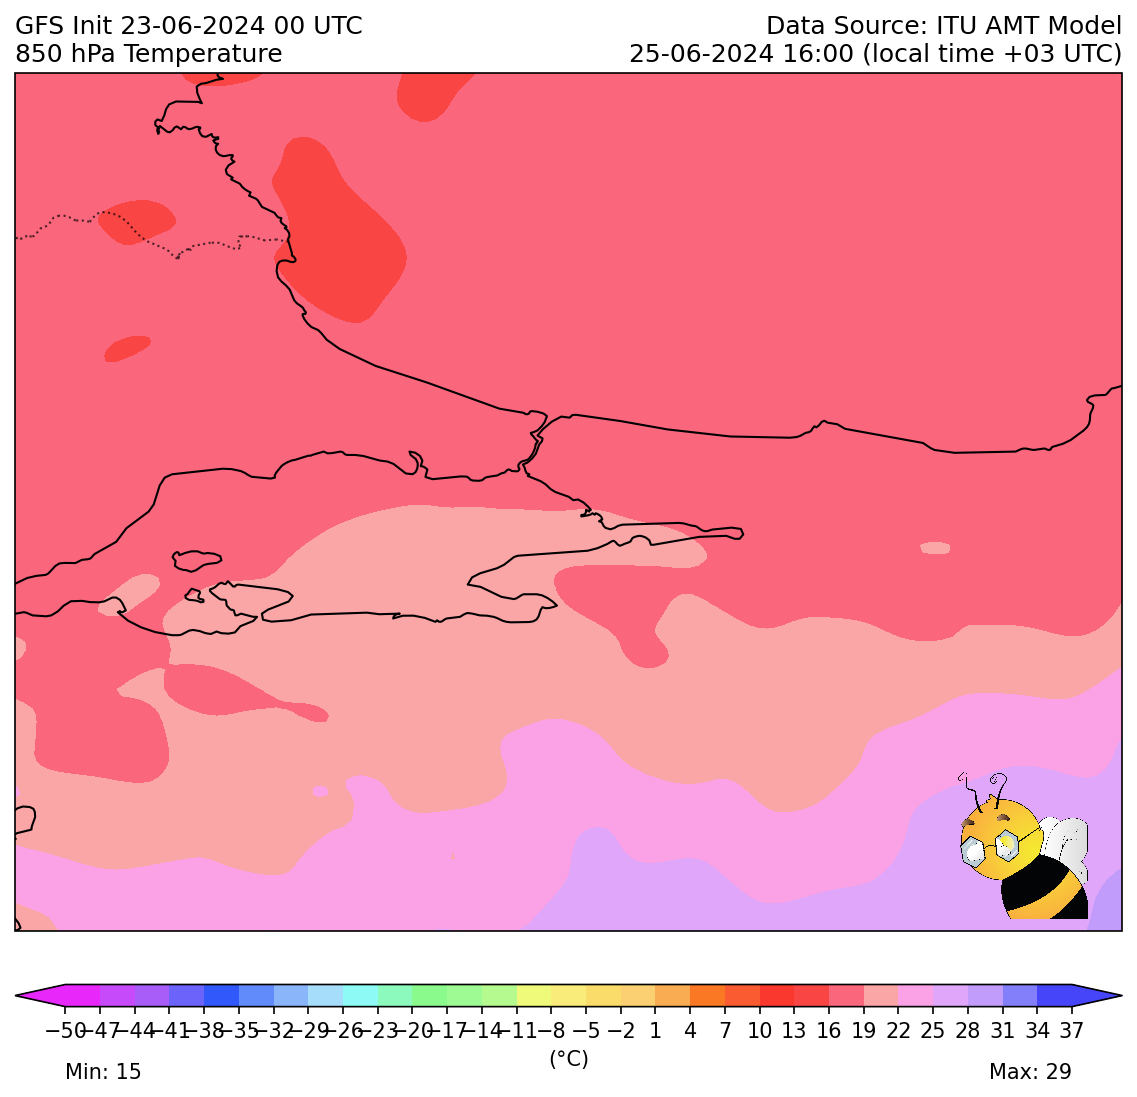 GFS Init 23-06-2024 00 UTC
Data Source: ITU AMT Model
850 hPa Temperature
25-06-2024 16:00 (local time +03 UTC)
−50 −47 −44 −41 −38 −35 −32 −29 −26 −23 −20 −17 −14 −11 −8 −5 −2 1 4 7 10 13 16 19 22 25 28 31 34 37
(°C)
Min: 15
Max: 29